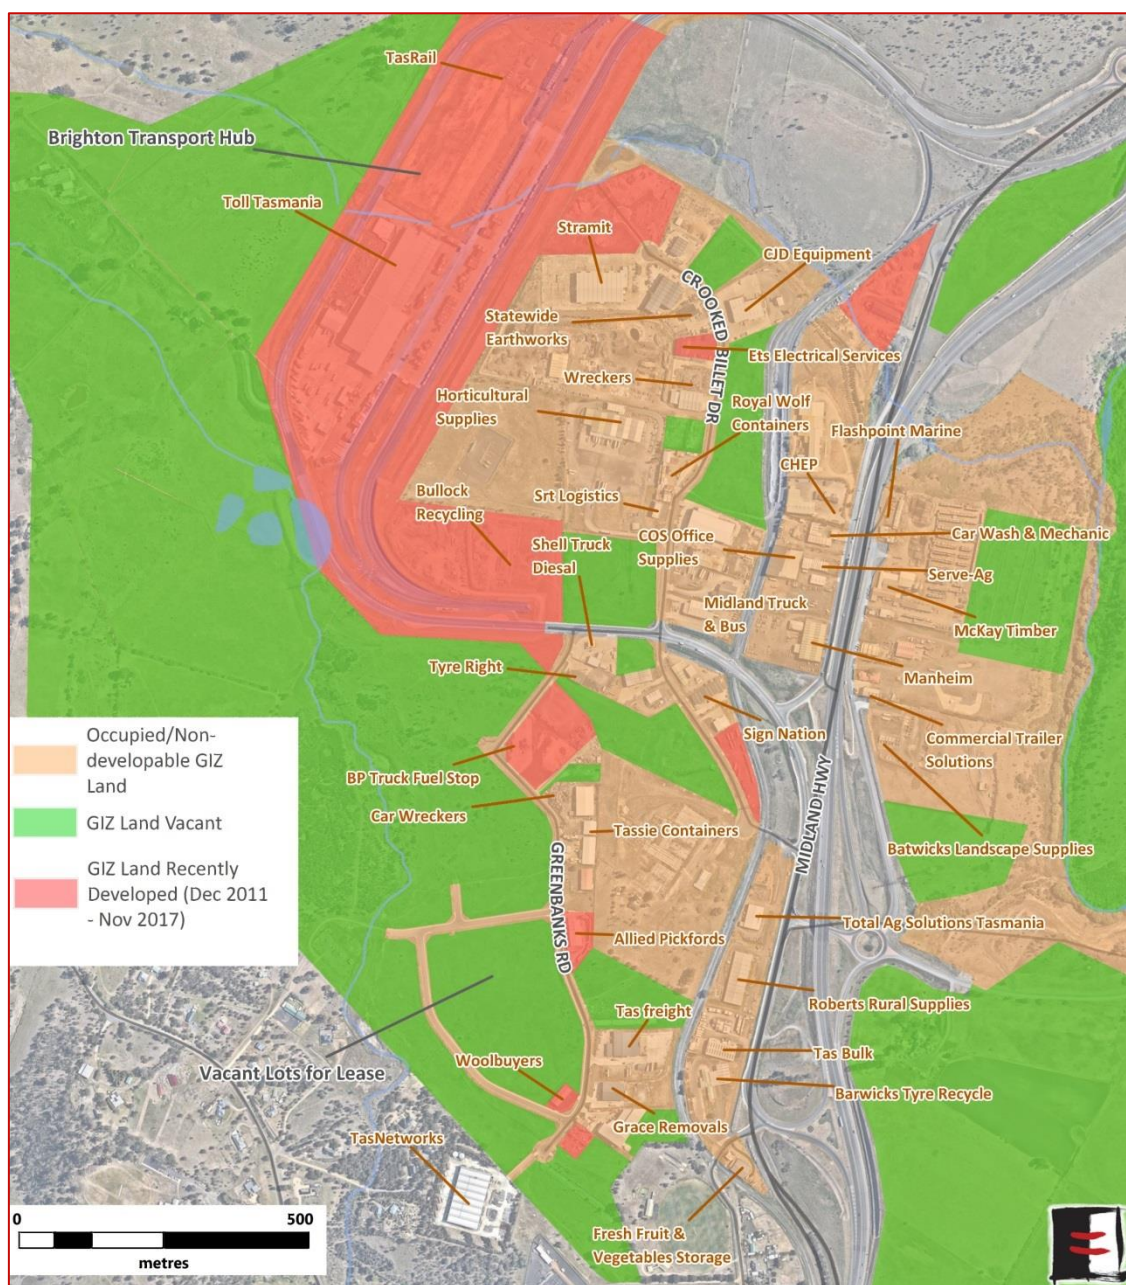 TasRail
Brighton Transport Hub
Toll Tasmania
Stramit
CJD Equipment
CROOKED BILLET DR
Statewide
Earthworks
Ets Electrical Services
Wreckers
Horticultural
Supplies
Royal Wolf
Containers
Flashpoint Marine
CHEP
Bullock
Recycling
Srt Logistics
Shell Truck
Diesal
COS Office
Supplies
Car Wash & Mechanic
Serve-Ag
Midland Truck
& Bus
McKay Timber
Tyre Right
Manheim
Sign Nation
Commercial Trailer
Solutions
BP Truck Fuel Stop
MIDLAND HWY
Car Wreckers
Tassie Containers
Batwicks Landscape Supplies
GREENBANKS RD
Total Ag Solutions Tasmania
Allied Pickfords
Roberts Rural Supplies
Tas freight
Tas Bulk
Woolbuyers
Vacant Lots for Lease
Barwicks Tyre Recycle
Grace Removals
TasNetworks
Fresh Fruit &
Vegetables Storage
Occupied/Non-
developable GIZ
Land
GIZ Land Vacant
GIZ Land Recently
Developed (Dec 2011
- Nov 2017)
0 500
metres